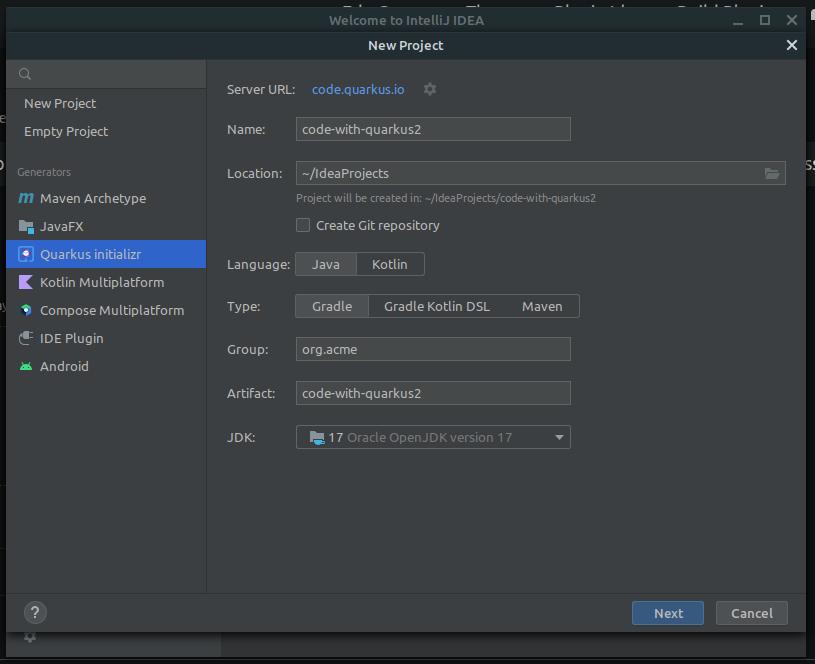 Welcome to IntelliJ IDEA
New Project
New Project
Empty Project
Generators
Maven Archetype
JavaFX
Quarkus initializr
Kotlin Multiplatform
Compose Multiplatform
IDE Plugin
Android
Server URL: code.quarkus.io
Name: code-with-quarkus2
Location: ~/IdeaProjects
Project will be created in: ~/IdeaProjects/code-with-quarkus2
Create Git repository
Language: Java Kotlin
Type: Gradle Gradle Kotlin DSL Maven
Group: org.acme
Artifact: code-with-quarkus2
JDK: 17 Oracle OpenJDK version 17
? Next Cancel